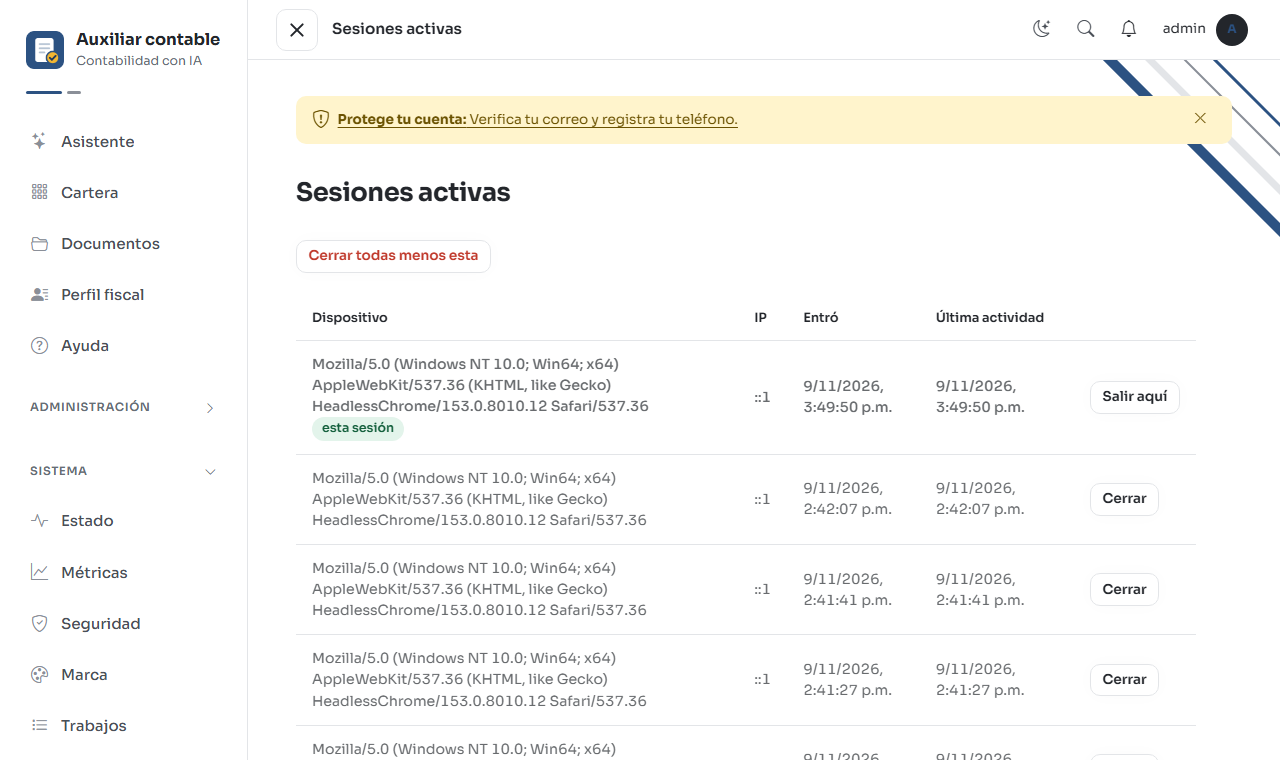 Auxiliar contable
Contabilidad con IA
Asistente
Cartera
Documentos
Perfil fiscal
Ayuda
ADMINISTRACIÓN
SISTEMA
Estado
Métricas
Seguridad
Marca
Trabajos
Sesiones activas
admin
A
Protege tu cuenta: Verifica tu correo y registra tu teléfono.
Sesiones activas
Cerrar todas menos esta
Dispositivo IP Entró Última actividad
Mozilla/5.0 (Windows NT 10.0; Win64; x64)
AppleWebKit/537.36 (KHTML, like Gecko)
HeadlessChrome/153.0.8010.12 Safari/537.36
esta sesión
::1
9/11/2026,
3:49:50 p.m.
9/11/2026,
3:49:50 p.m.
Salir aquí
Mozilla/5.0 (Windows NT 10.0; Win64; x64)
AppleWebKit/537.36 (KHTML, like Gecko)
HeadlessChrome/153.0.8010.12 Safari/537.36
::1
9/11/2026,
2:42:07 p.m.
9/11/2026,
2:42:07 p.m.
Cerrar
Mozilla/5.0 (Windows NT 10.0; Win64; x64)
AppleWebKit/537.36 (KHTML, like Gecko)
HeadlessChrome/153.0.8010.12 Safari/537.36
::1
9/11/2026,
2:41:41 p.m.
9/11/2026,
2:41:41 p.m.
Cerrar
Mozilla/5.0 (Windows NT 10.0; Win64; x64)
AppleWebKit/537.36 (KHTML, like Gecko)
HeadlessChrome/153.0.8010.12 Safari/537.36
::1
9/11/2026,
2:41:27 p.m.
9/11/2026,
2:41:27 p.m.
Cerrar
Mozilla/5.0 (Windows NT 10.0; Win64; x64)
9/11/2026,
9/11/2026,